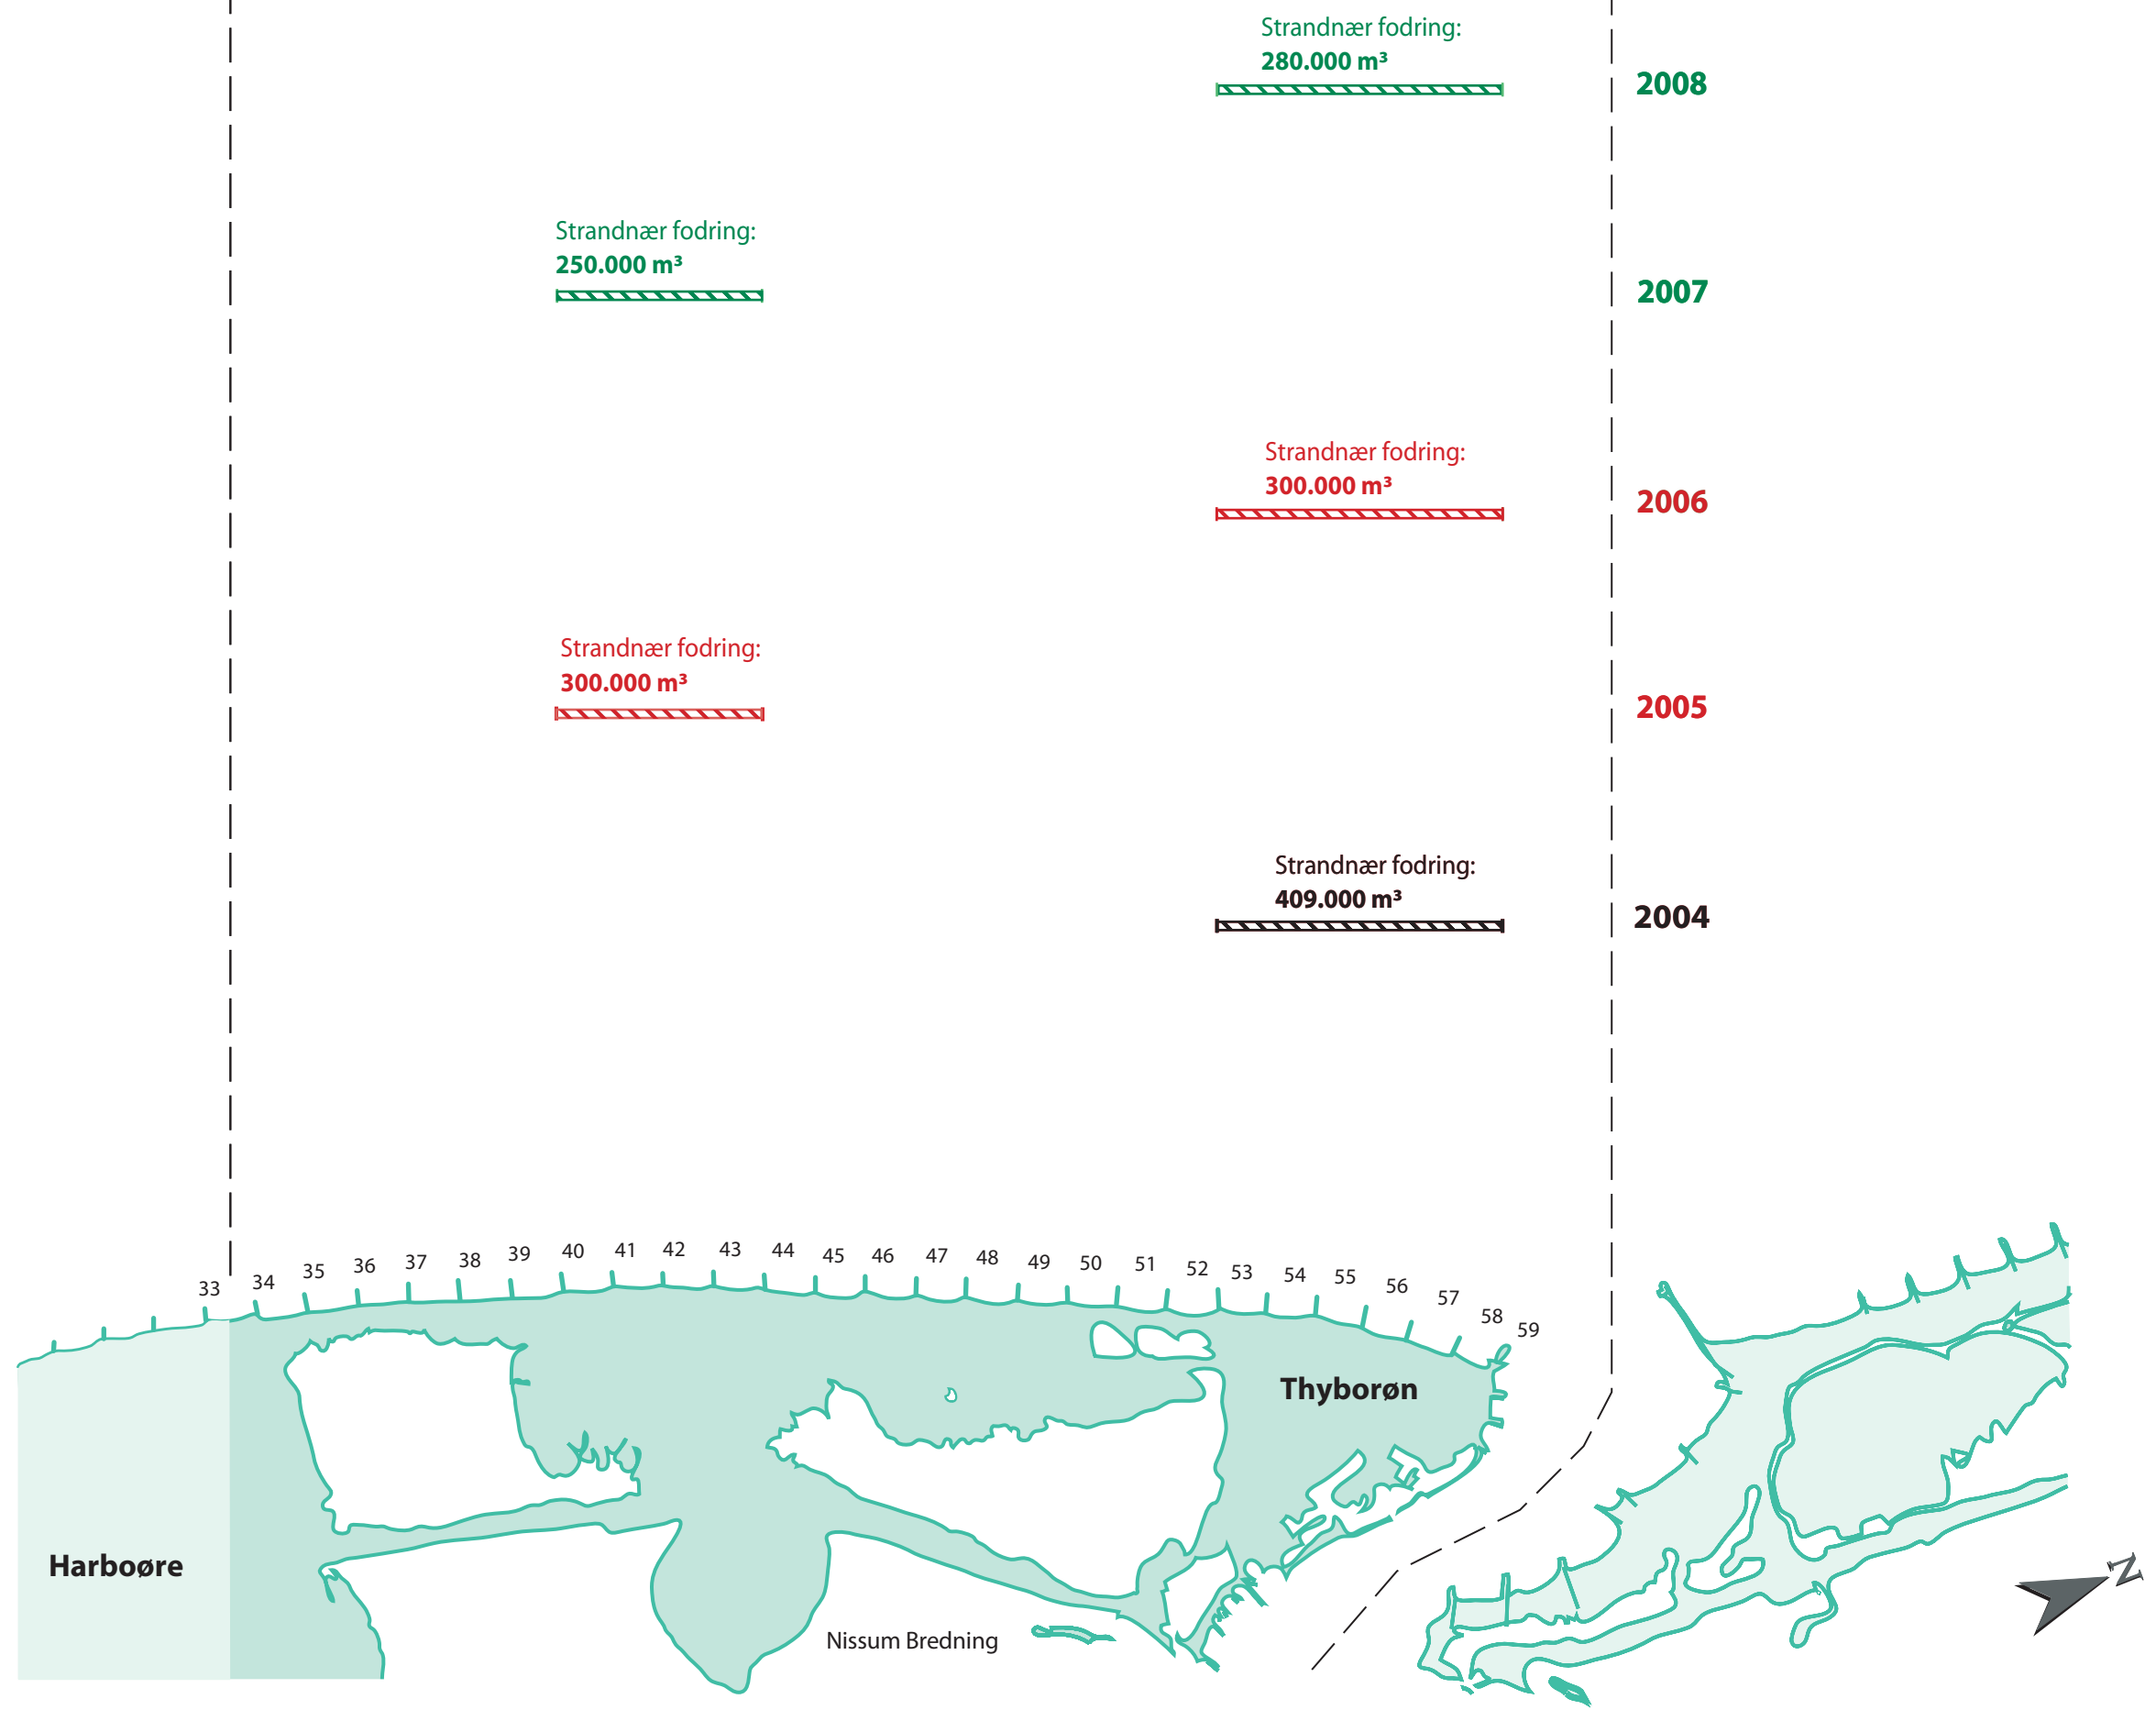 Strandnær fodring:
280.000 m³
2008
Strandnær fodring:
250.000 m³
2007
Strandnær fodring:
300.000 m³
2006
Strandnær fodring:
300.000 m³
2005
Strandnær fodring:
409.000 m³
2004
33 34 35 36 37 38 39 40 41 42 43 44 45 46 47 48 49 50 51 52 53 54 55 56 57 58 59
Thyborøn
Harboøre
Nissum Bredning
N